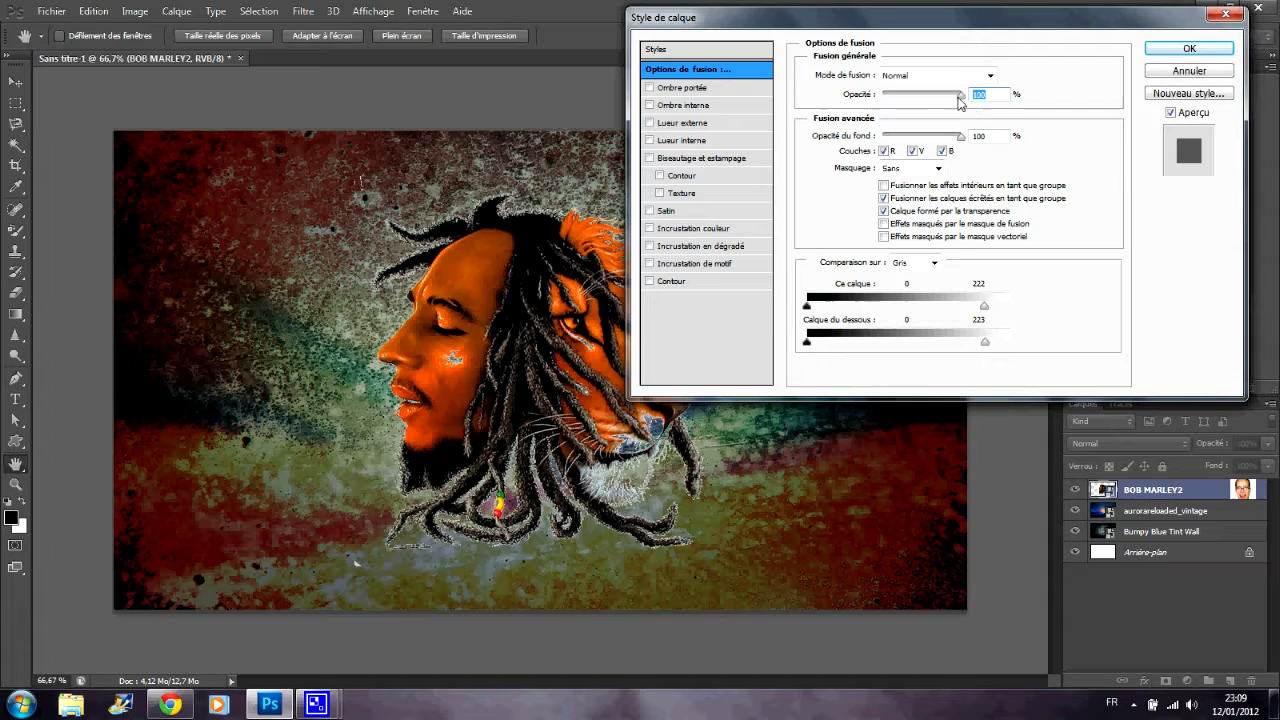 Ps Fichier Edition Image Calque Type Sélection Filtre 3D Affichage Fenêtre Aide
Défilement des fenêtres Taille réelle des pixels Adapter à l'écran Plein écran Taille d'impression
Sans titre-1 @ 66,7% (BOB MARLEY2, RVB/8) * ×
Style de calque
Styles
Options de fusion :...
Ombre portée
Ombre interne
Lueur externe
Lueur interne
Biseautage et estampage
Contour
Texture
Satin
Incrustation couleur
Incrustation en dégradé
Incrustation de motif
Contour
Options de fusion
Fusion générale
Mode de fusion : Normal
Opacité : 100 %
Fusion avancée
Opacité du fond : 100 %
Couches : R V B
Masquage : Sans
Fusionner les effets intérieurs en tant que groupe
Fusionner les calques écrêtés en tant que groupe
Calque formé par la transparence
Effets masqués par le masque de fusion
Effets masqués par le masque vectoriel
Comparaison sur : Gris
Ce calque : 0 222
Calque du dessous : 0 223
OK
Annuler
Nouveau style...
Aperçu
Calques Tracés
Kind
Normal Opacité : 100%
Verrou : Fond : 100%
BOB MARLEY2
aurorareloaded_vintage
Bumpy Blue Tint Wall
Arrière-plan
66,67 % Doc : 4,12 Mo/12,7 Mo
Ps
FR
23:09
12/01/2012